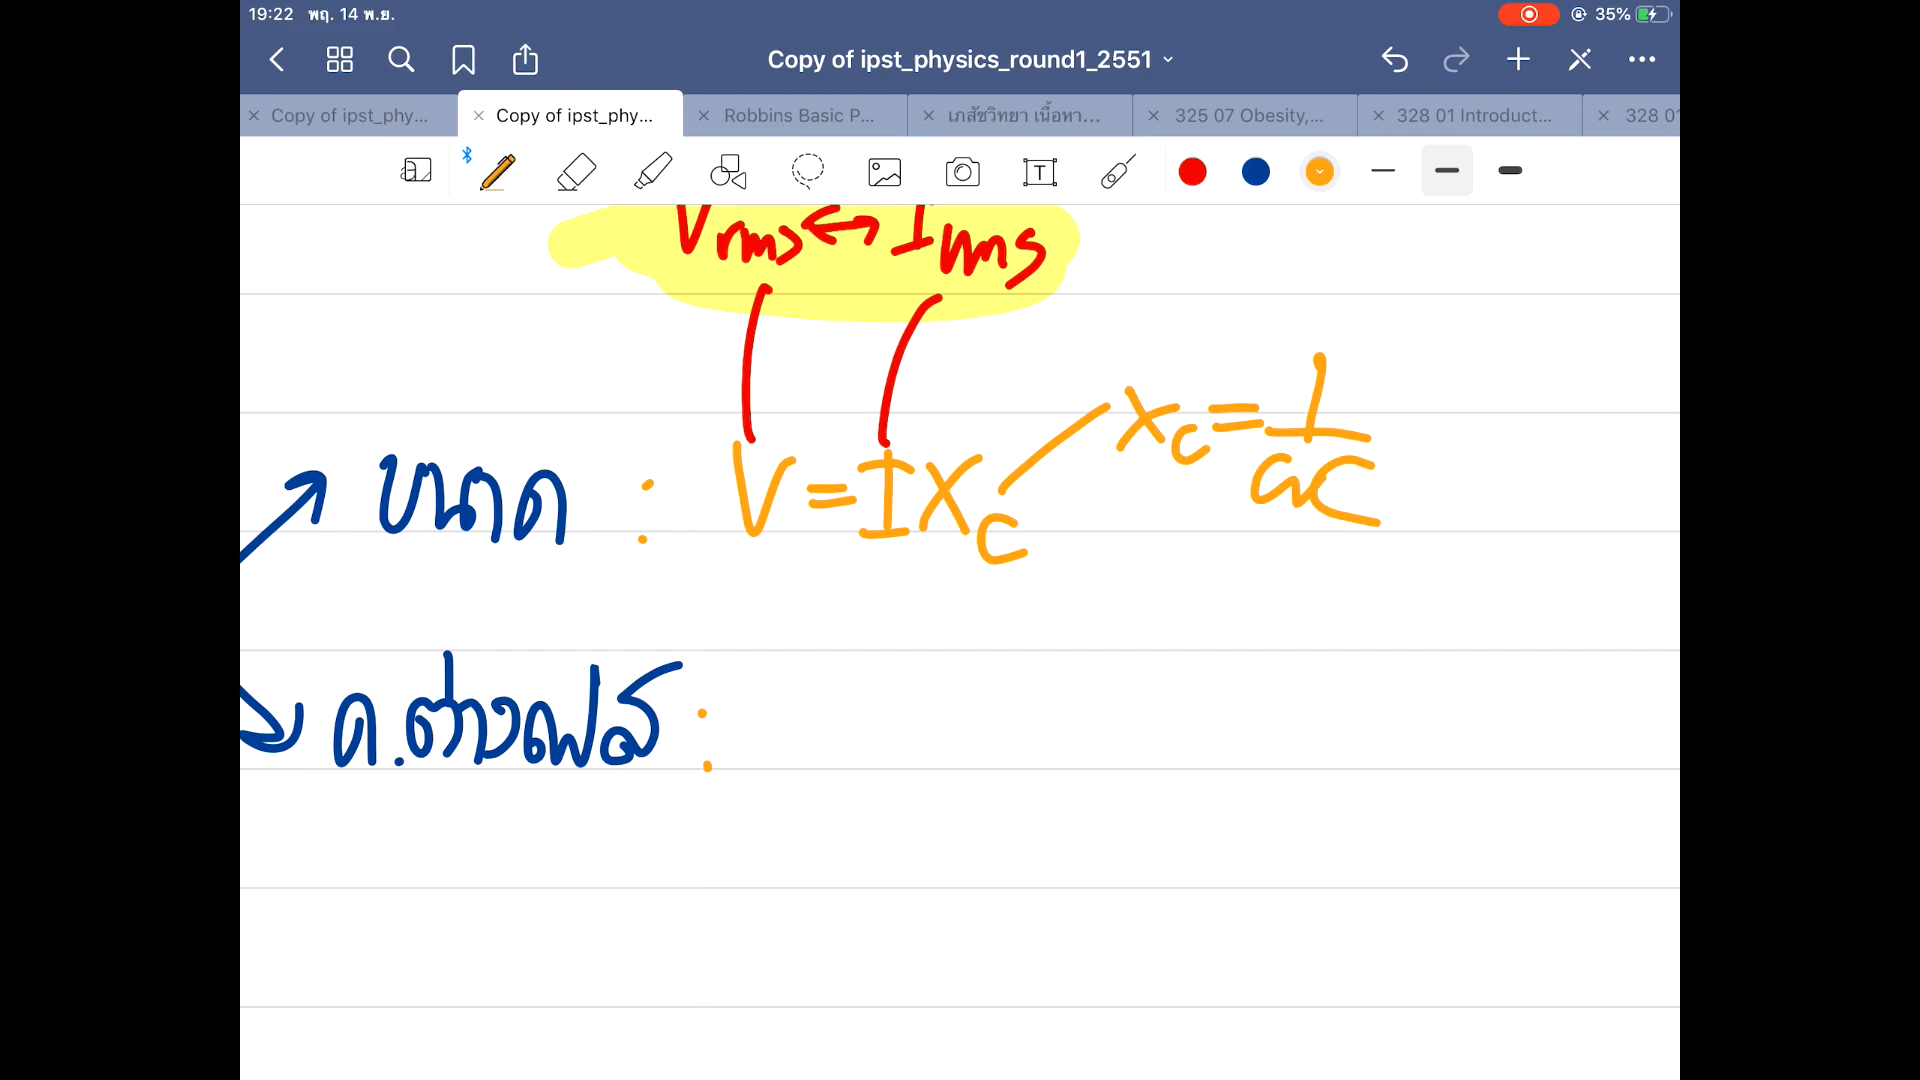 19:22 พฤ. 14 พ.ย. 35%
Copy of ipst_physics_round1_2551
Copy of ipst_phy... Copy of ipst_phy... Robbins Basic P... เภสัชวิทยา เนื้อหา... 325 07 Obesity,... 328 01 Introduct... 328 01
Vrms ↔ Irms
Xc = 1/ωC
ขนาด : V = IXc
ค.ต่างเฟส :